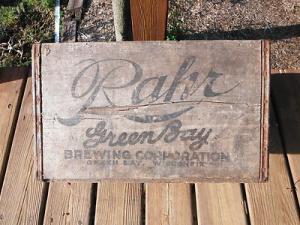 Rahr
Green Bay
BREWING CORPORATION
GREEN BAY, WISCONSIN